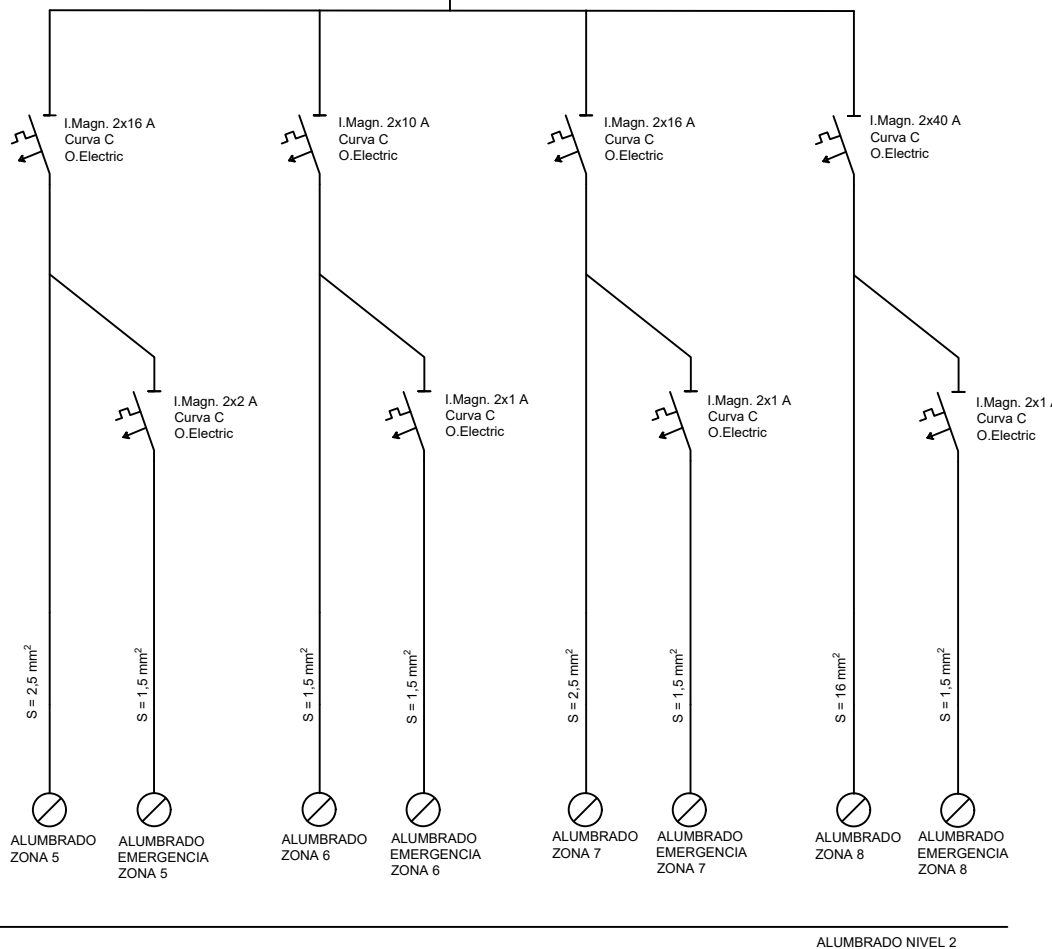 I.Magn. 2x16 A
Curva C
O.Electric
I.Magn. 2x10 A
Curva C
O.Electric
I.Magn. 2x16 A
Curva C
O.Electric
I.Magn. 2x40 A
Curva C
O.Electric
I.Magn. 2x2 A
Curva C
O.Electric
I.Magn. 2x1 A
Curva C
O.Electric
I.Magn. 2x1 A
Curva C
O.Electric
I.Magn. 2x1 A
Curva C
O.Electric
S = 2,5 mm²
S = 1,5 mm²
S = 1,5 mm²
S = 1,5 mm²
S = 2,5 mm²
S = 1,5 mm²
S = 16 mm²
S = 1,5 mm²
ALUMBRADO
ZONA 5
ALUMBRADO
EMERGENCIA
ZONA 5
ALUMBRADO
ZONA 6
ALUMBRADO
EMERGENCIA
ZONA 6
ALUMBRADO
ZONA 7
ALUMBRADO
EMERGENCIA
ZONA 7
ALUMBRADO
ZONA 8
ALUMBRADO
EMERGENCIA
ZONA 8
ALUMBRADO NIVEL 2